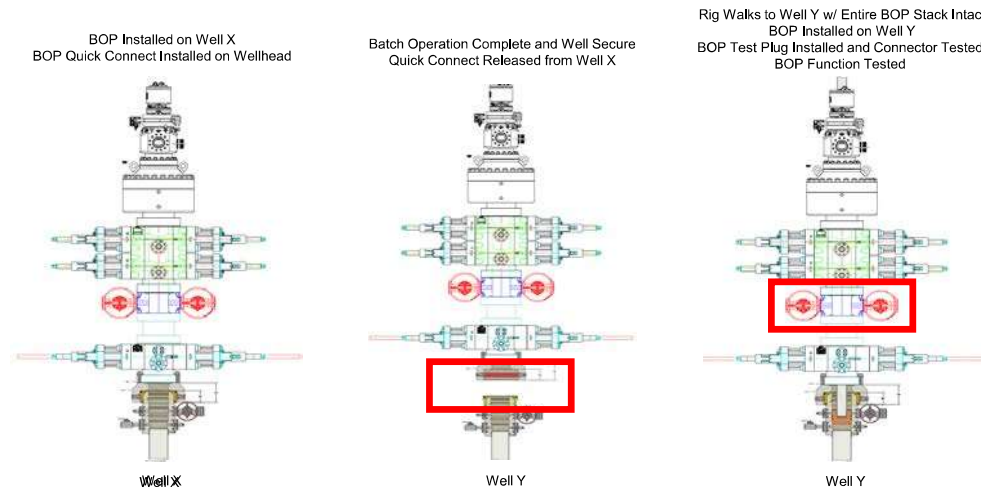 BOP Installed on Well X
BOP Quick Connect Installed on Wellhead
Batch Operation Complete and Well Secure
Quick Connect Released from Well X
Rig Walks to Well Y w/ Entire BOP Stack Intac
BOP Installed on Well Y
BOP Test Plug Installed and Connector Tested
BOP Function Tested
Well X
Well Y
Well Y